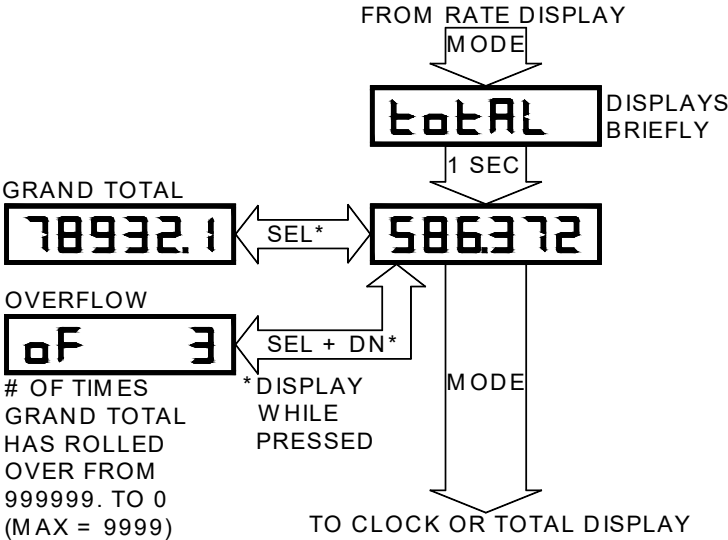 FROM RATE DISPLAY
MODE
totAL
DISPLAYS
BRIEFLY
1 SEC
GRAND TOTAL
78932.1
SEL*
586.372
OVERFLOW
oF 3
SEL + DN*
# OF TIMES
GRAND TOTAL
HAS ROLLED
OVER FROM
999999. TO 0
(MAX = 9999)
*DISPLAY
WHILE
PRESSED
MODE
TO CLOCK OR TOTAL DISPLAY